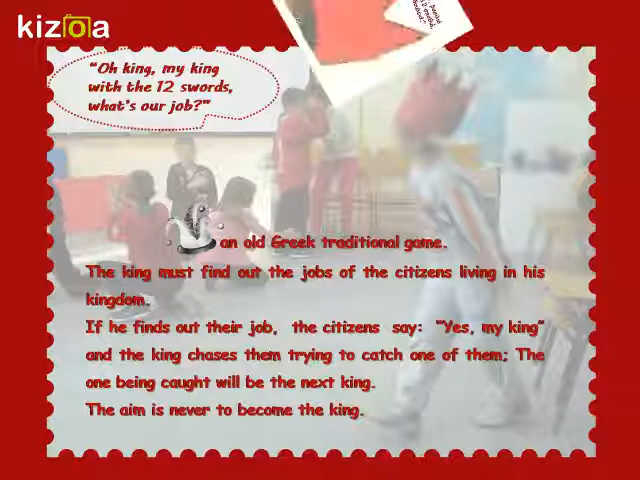 kizoa
"Oh king, my king
with the 12 swords,
what's our job?"
an old Greek traditional game.
The king must find out the jobs of the citizens living in his
kingdom.
If he finds out their job, the citizens say: "Yes, my king"
and the king chases them trying to catch one of them; The
one being caught will be the next king.
The aim is never to become the king.